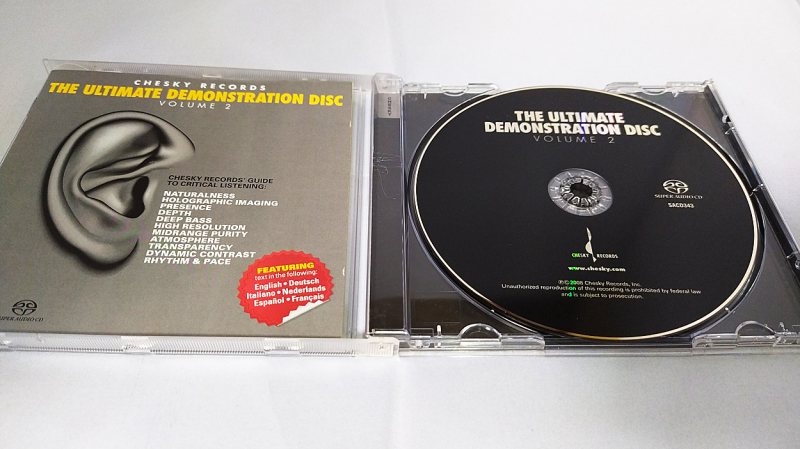 CHESKY RECORDS
THE ULTIMATE DEMONSTRATION DISC
VOLUME 2
CHESKY RECORDS' GUIDE
TO CRITICAL LISTENING:
NATURALNESS
HOLOGRAPHIC IMAGING
PRESENCE
DEPTH
DEEP BASS
HIGH RESOLUTION
MIDRANGE PURITY
ATMOSPHERE
TRANSPARENCY
DYNAMIC CONTRAST
RHYTHM & PACE
FEATURING
text in the following:
English • Deutsch
Italiano • Nederlands
Español • Français
SUPER AUDIO CD
THE ULTIMATE
DEMONSTRATION DISC
VOLUME 2
SUPER AUDIO CD
SACD343
CHESKY RECORDS
www.chesky.com
℗© 2008 Chesky Records, Inc.
Unauthorized reproduction of this recording is prohibited by federal law
and is subject to prosecution.